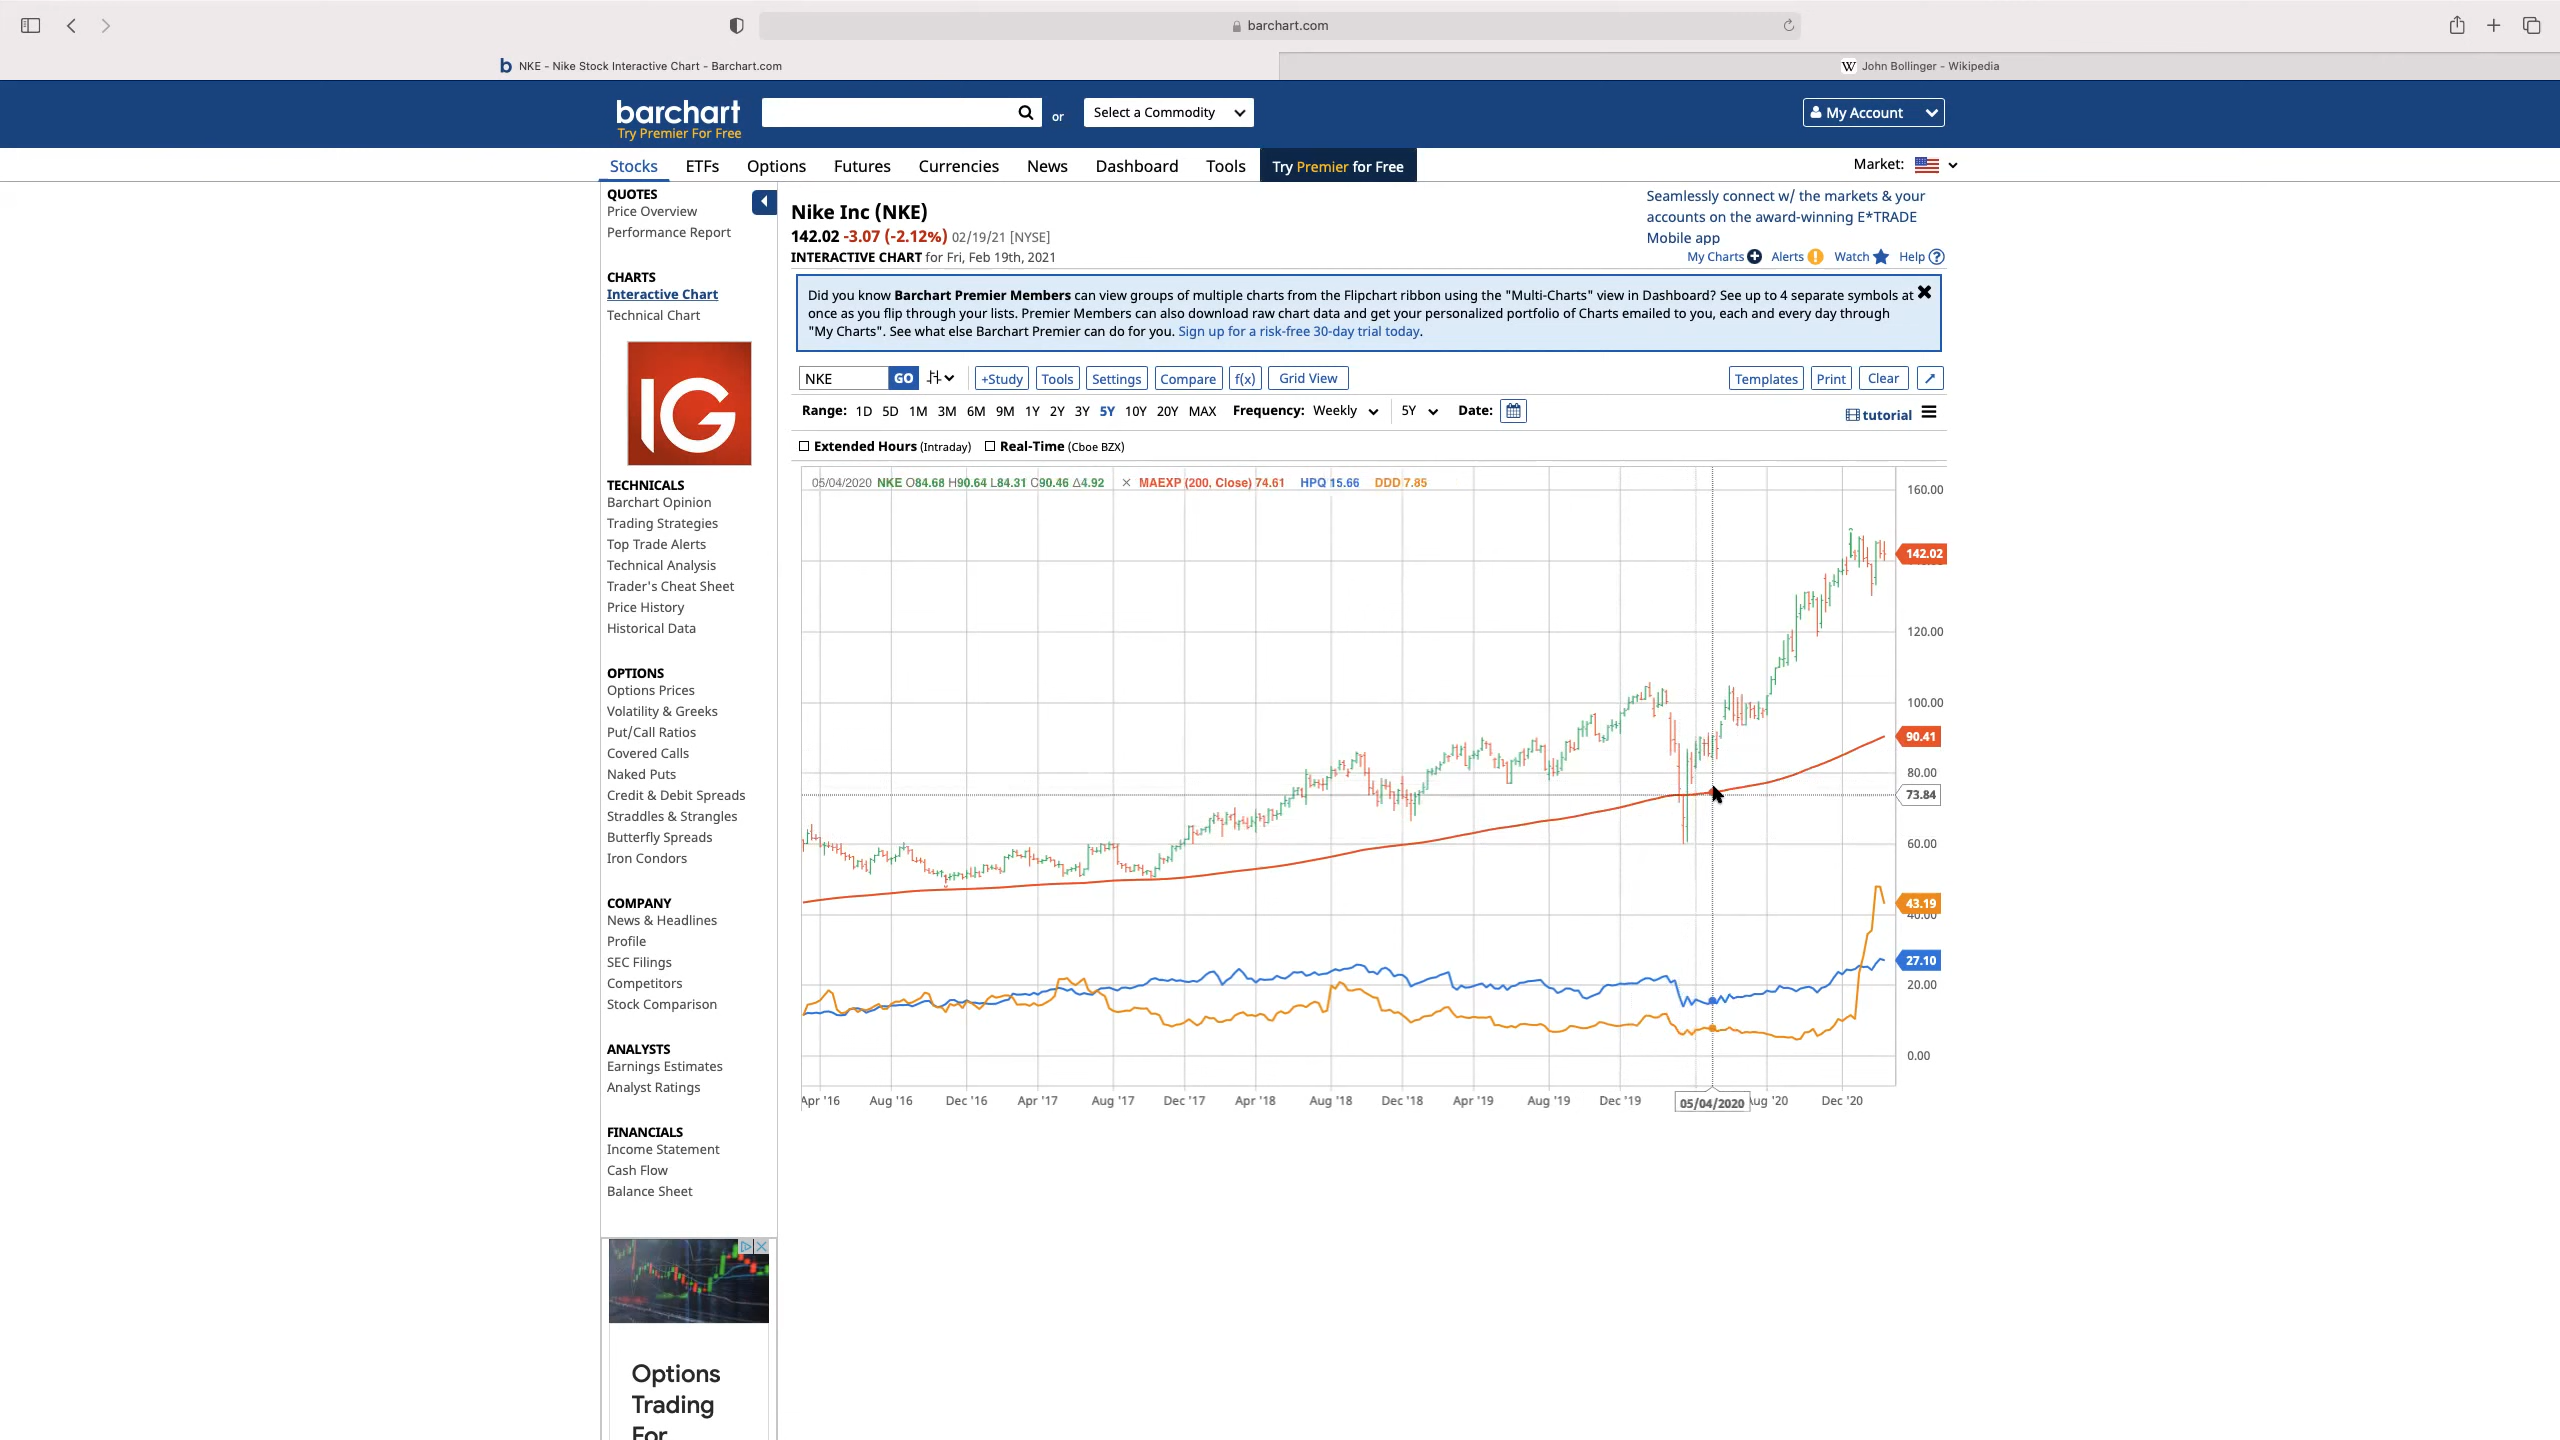 barchart.com
NKE - Nike Stock Interactive Chart - Barchart.com
W John Bollinger - Wikipedia
barchart
Try Premier For Free
or
Select a Commodity
My Account
Stocks ETFs Options Futures Currencies News Dashboard Tools Try Premier for Free
Market:
QUOTES
Price Overview
Performance Report
CHARTS
Interactive Chart
Technical Chart
IG
TECHNICALS
Barchart Opinion
Trading Strategies
Top Trade Alerts
Technical Analysis
Trader's Cheat Sheet
Price History
Historical Data
OPTIONS
Options Prices
Volatility & Greeks
Put/Call Ratios
Covered Calls
Naked Puts
Credit & Debit Spreads
Straddles & Strangles
Butterfly Spreads
Iron Condors
COMPANY
News & Headlines
Profile
SEC Filings
Competitors
Stock Comparison
ANALYSTS
Earnings Estimates
Analyst Ratings
FINANCIALS
Income Statement
Cash Flow
Balance Sheet
Options
Trading
For
Nike Inc (NKE)
142.02 -3.07 (-2.12%) 02/19/21 [NYSE]
INTERACTIVE CHART for Fri, Feb 19th, 2021
Seamlessly connect w/ the markets & your
accounts on the award-winning E*TRADE
Mobile app
My Charts Alerts Watch Help
Did you know Barchart Premier Members can view groups of multiple charts from the Flipchart ribbon using the "Multi-Charts" view in Dashboard? See up to 4 separate symbols at
once as you flip through your lists. Premier Members can also download raw chart data and get your personalized portfolio of Charts emailed to you, each and every day through
"My Charts". See what else Barchart Premier can do for you. Sign up for a risk-free 30-day trial today.
NKE GO +Study Tools Settings Compare f(x) Grid View Templates Print Clear
Range: 1D 5D 1M 3M 6M 9M 1Y 2Y 3Y 5Y 10Y 20Y MAX Frequency: Weekly 5Y Date:
tutorial
Extended Hours (Intraday) Real-Time (Cboe BZX)
05/04/2020 NKE O84.68 H90.64 L84.31 C90.46 Δ4.92 × MAEXP (200, Close) 74.61 HPQ 15.66 DDD 7.85
160.00
142.02
120.00
100.00
90.41
80.00
73.84
60.00
43.19
40.00
27.10
20.00
0.00
Apr '16 Aug '16 Dec '16 Apr '17 Aug '17 Dec '17 Apr '18 Aug '18 Dec '18 Apr '19 Aug '19 Dec '19 05/04/2020 Aug '20 Dec '20